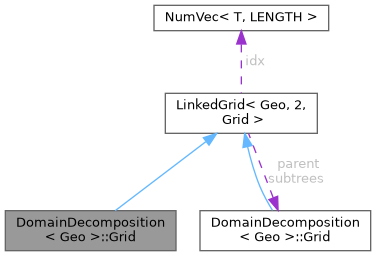 NumVec< T, LENGTH >
idx
LinkedGrid< Geo, 2,
Grid >
parent
subtrees
DomainDecomposition
< Geo >::Grid
DomainDecomposition
< Geo >::Grid